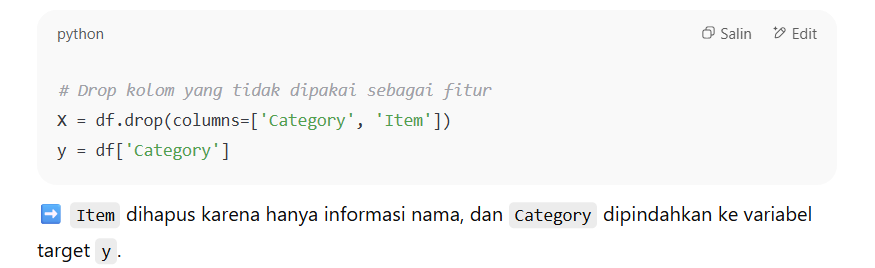 python Salin Edit
# Drop kolom yang tidak dipakai sebagai fitur
X = df.drop(columns=['Category', 'Item'])
y = df['Category']
➡️ Item dihapus karena hanya informasi nama, dan Category dipindahkan ke variabel
target y.